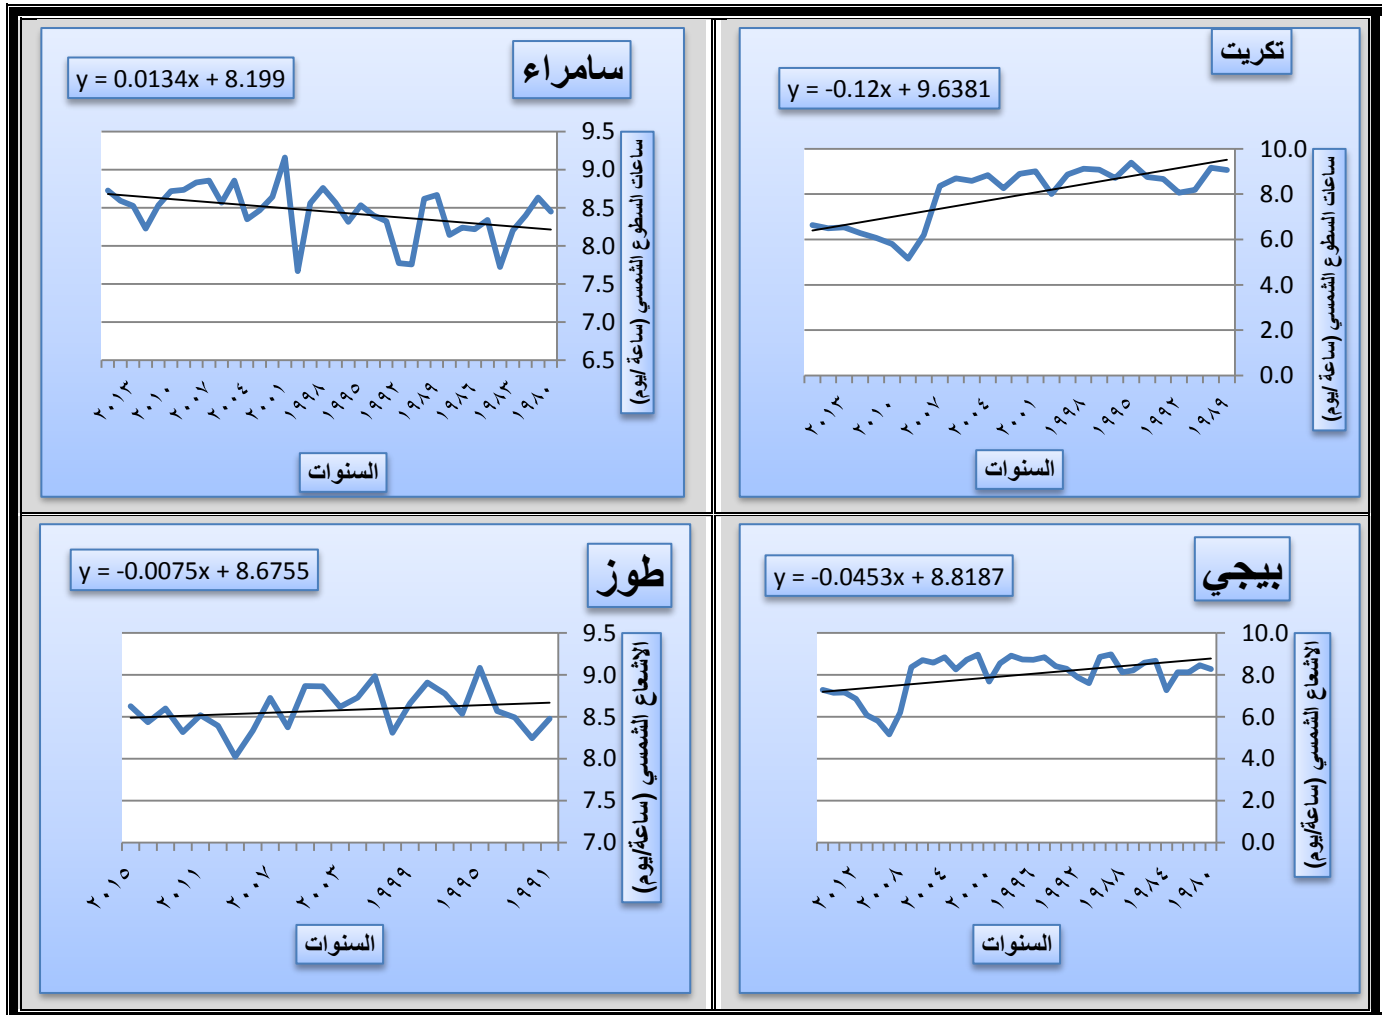 تكريت
y = -0.12x + 9.6381
10.0
8.0
6.0
4.0
2.0
0.0
ساعات السطوع الشمسي (ساعة /يوم)
١٩٨٩ ١٩٩٢ ١٩٩٥ ١٩٩٨ ٢٠٠١ ٢٠٠٤ ٢٠٠٧ ٢٠١٠ ٢٠١٣
السنوات
سامراء
y = 0.0134x + 8.199
9.5
9.0
8.5
8.0
7.5
7.0
6.5
ساعات السطوع الشمسي (ساعة /يوم)
١٩٨٠ ١٩٨٣ ١٩٨٦ ١٩٨٩ ١٩٩٢ ١٩٩٥ ١٩٩٨ ٢٠٠١ ٢٠٠٤ ٢٠٠٧ ٢٠١٠ ٢٠١٣
السنوات
بيجي
y = -0.0453x + 8.8187
10.0
8.0
6.0
4.0
2.0
0.0
الاشعاع الشمسي (ساعة/يوم)
١٩٨٠ ١٩٨٤ ١٩٨٨ ١٩٩٢ ١٩٩٦ ٢٠٠٠ ٢٠٠٤ ٢٠٠٨ ٢٠١٢
السنوات
طوز
y = -0.0075x + 8.6755
9.5
9.0
8.5
8.0
7.5
7.0
الاشعاع الشمسي (ساعة/يوم)
١٩٩١ ١٩٩٥ ١٩٩٩ ٢٠٠٣ ٢٠٠٧ ٢٠١١ ٢٠١٥
السنوات